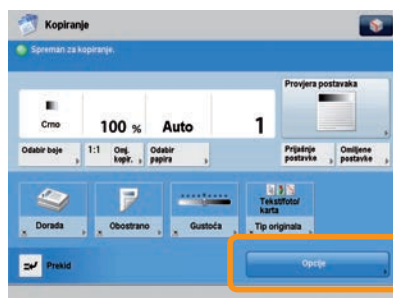 Kopiranje
Spreman za kopiranje.
Provjera postavaka
Crno
100 %
Auto
1
Odabir boje
1:1
Omj.
kopir.
Odabir
papira
Prijašnje
postavke
Omiljene
postavke
Dorada
Obostrano
Gustoća
Tekst/foto/
karta
Tip originala
Prekid
Opcije